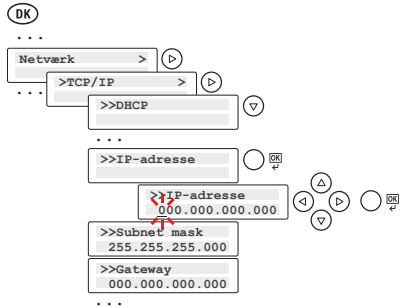 DK
...
Netværk >
>TCP/IP >
...
>>DHCP
...
>>IP-adresse
OK
>>IP-adresse
000.000.000.000
OK
>>Subnet mask
255.255.255.000
>>Gateway
000.000.000.000
...